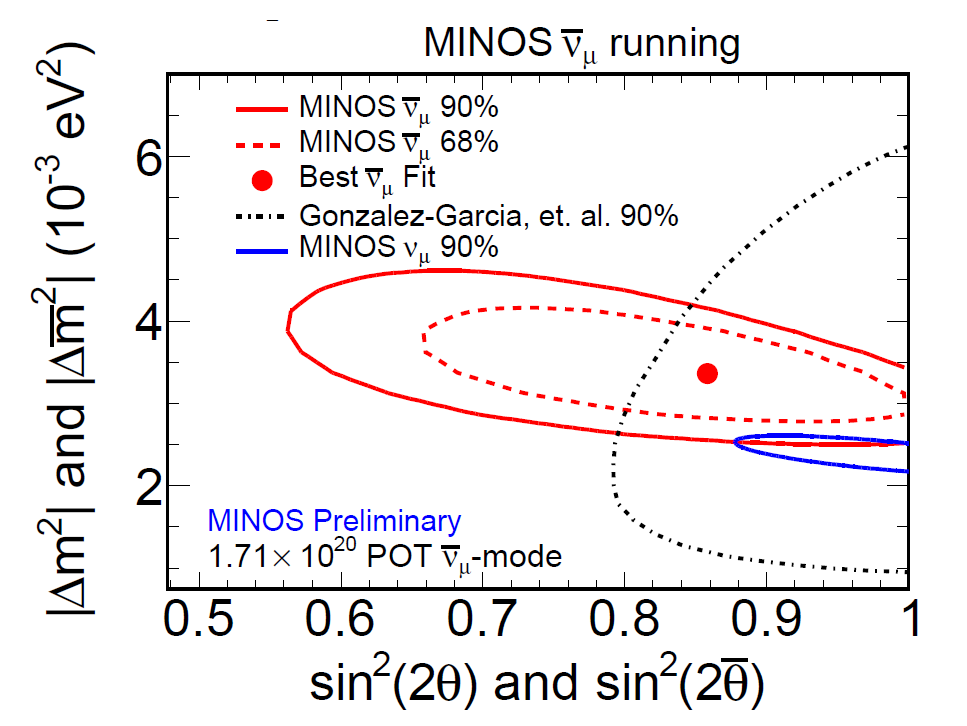 MINOS ν̅μ running
|Δm²| and |Δm̅²| (10⁻³ eV²)
MINOS ν̅μ 90%
MINOS ν̅μ 68%
Best ν̅μ Fit
Gonzalez-Garcia, et. al. 90%
MINOS νμ 90%
6
4
2
MINOS Preliminary
1.71× 10²⁰ POT ν̅μ-mode
0.5 0.6 0.7 0.8 0.9 1
sin²(2θ) and sin²(2θ̅)